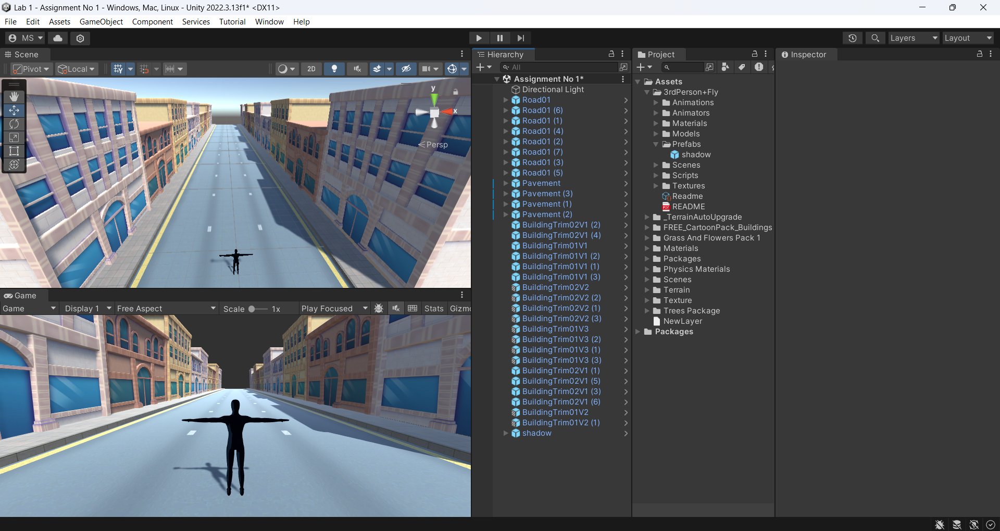 Lab 1 - Assignment No 1 - Windows, Mac, Linux - Unity 2022.3.13f1* <DX11>
File Edit Assets GameObject Component Services Tutorial Window Help
MS
Layers Layout
Scene
Pivot Local 2D
y
x
Persp
Game
Game Display 1 Free Aspect Scale 1x Play Focused Stats Gizmo
Hierarchy
All
Assignment No 1*
Directional Light
Road01
Road01 (6)
Road01 (1)
Road01 (4)
Road01 (2)
Road01 (7)
Road01 (3)
Road01 (5)
Pavement
Pavement (3)
Pavement (1)
Pavement (2)
BuildingTrim02V1 (2)
BuildingTrim02V1 (4)
BuildingTrim01V1
BuildingTrim01V1 (2)
BuildingTrim01V1 (1)
BuildingTrim01V1 (3)
BuildingTrim02V2
BuildingTrim02V2 (2)
BuildingTrim02V2 (1)
BuildingTrim02V2 (3)
BuildingTrim01V3
BuildingTrim01V3 (2)
BuildingTrim01V3 (1)
BuildingTrim01V3 (3)
BuildingTrim02V1 (1)
BuildingTrim02V1 (5)
BuildingTrim02V1 (3)
BuildingTrim02V1 (6)
BuildingTrim01V2
BuildingTrim01V2 (1)
shadow
Project
Assets
3rdPerson+Fly
Animations
Animators
Materials
Models
Prefabs
shadow
Scenes
Scripts
Textures
Readme
README
_TerrainAutoUpgrade
FREE_CartoonPack_Buildings
Grass And Flowers Pack 1
Materials
Packages
Physics Materials
Scenes
Terrain
Texture
Trees Package
NewLayer
Packages
Inspector